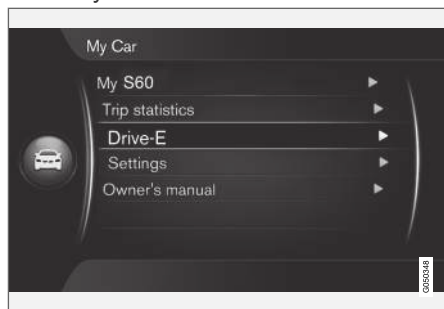 My Car
My S60
Trip statistics
Drive-E
Settings
Owner's manual
G050348